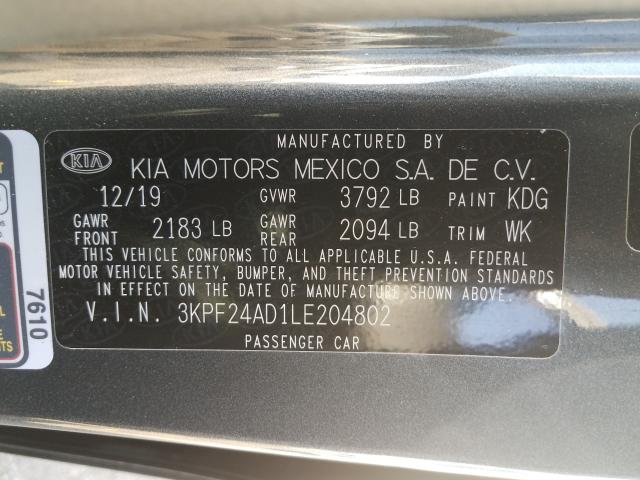 MANUFACTURED BY
KIA KIA MOTORS MEXICO S.A. DE C.V.
12/19 GVWR 3792 LB PAINT KDG
GAWR FRONT 2183 LB GAWR REAR 2094 LB TRIM WK
THIS VEHICLE CONFORMS TO ALL APPLICABLE U.S.A. FEDERAL
MOTOR VEHICLE SAFETY, BUMPER, AND THEFT PREVENTION STANDARDS
IN EFFECT ON THE DATE OF MANUFACTURE SHOWN ABOVE.
V.I.N. 3KPF24AD1LE204802
PASSENGER CAR
7610